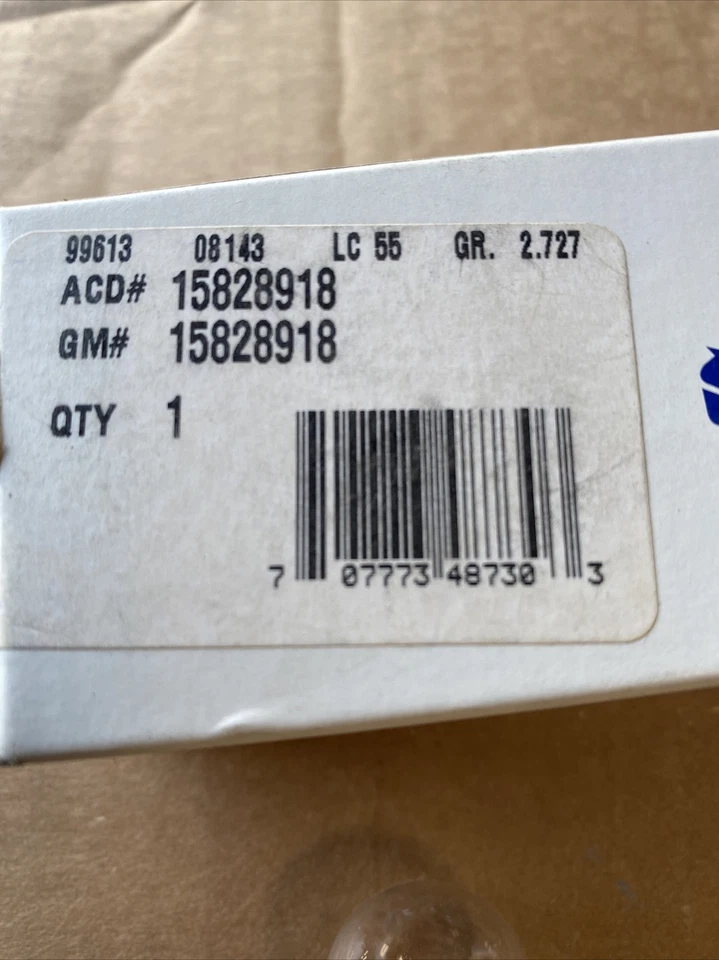 99613 08143 LC 55 GR. 2.727
ACD# 15828918
GM# 15828918
QTY 1
7 07773 48730 3